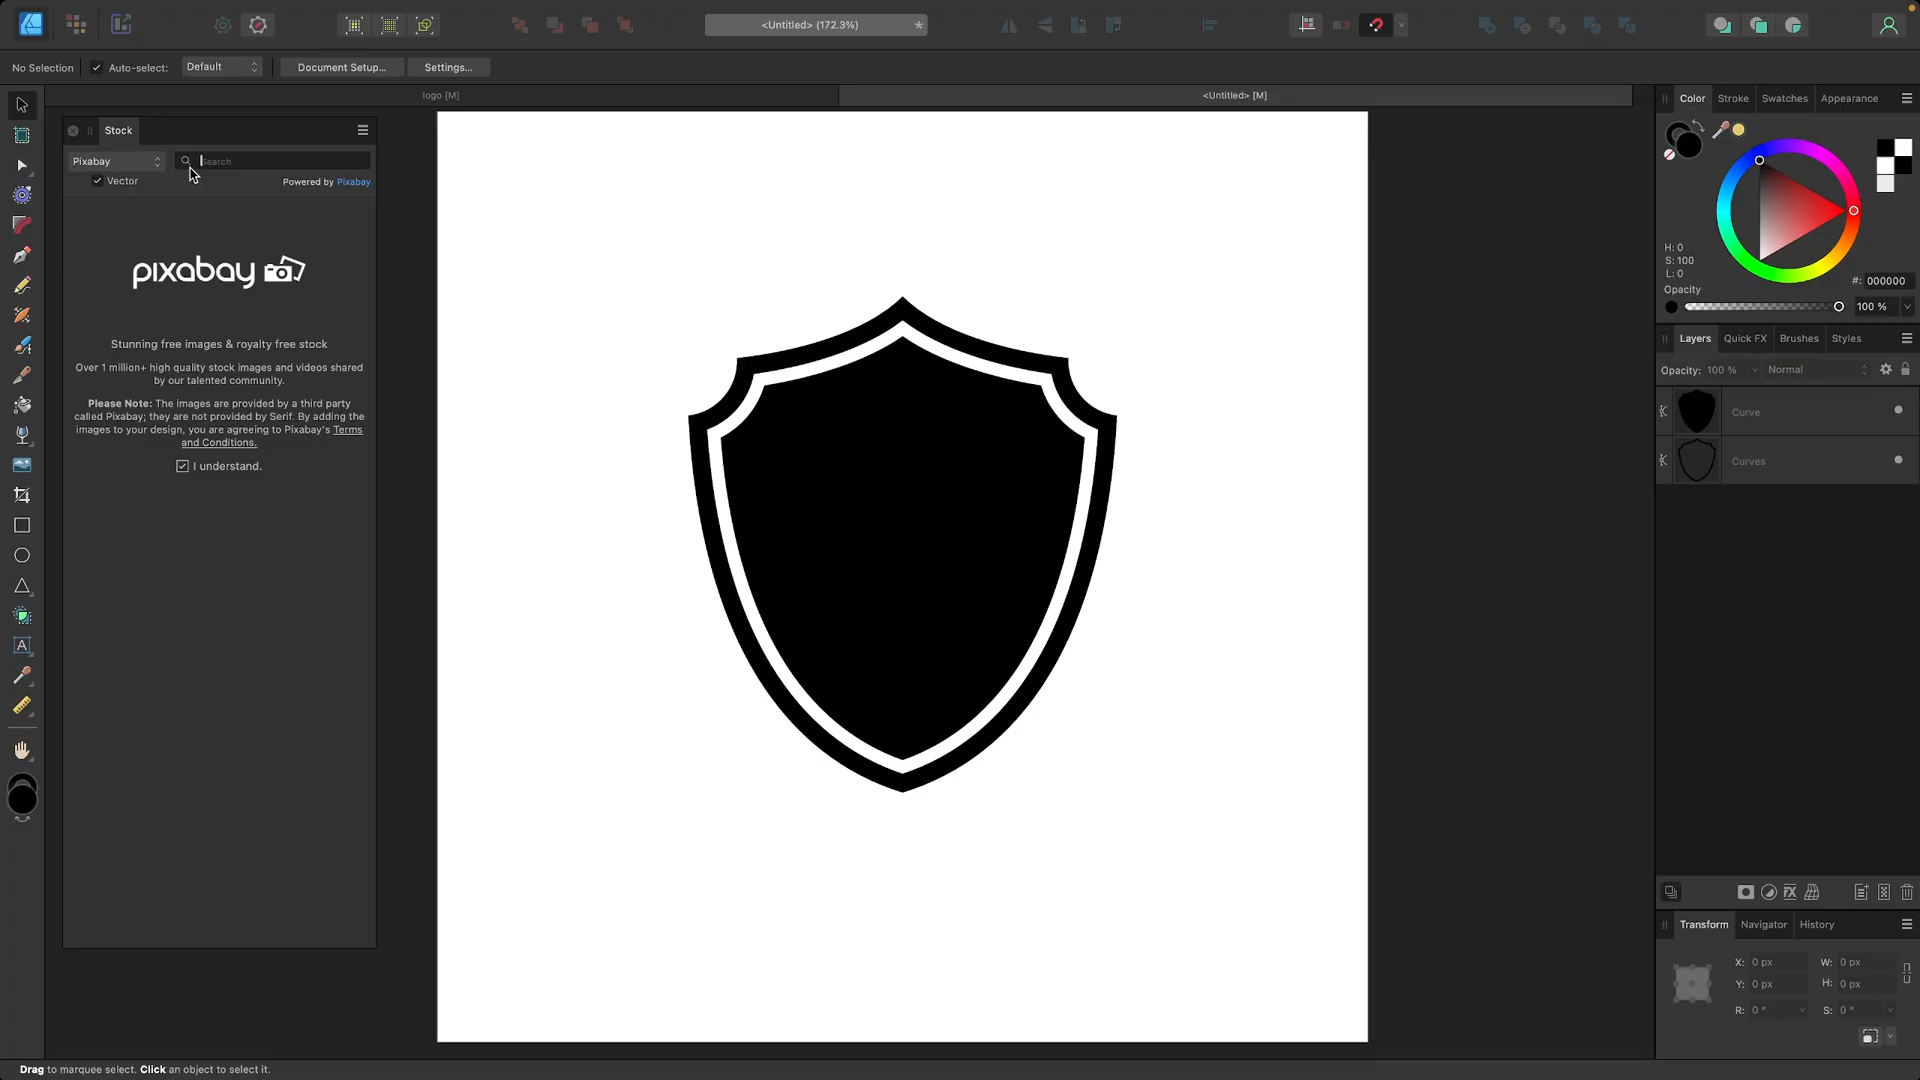 <Untitled> (172.3%)
*
No Selection
Auto-select:
Default
Document Setup...
Settings...
logo [M]
<Untitled> [M]
Stock
Pixabay
Search
Vector
Powered by Pixabay
pixabay
Stunning free images & royalty free stock
Over 1 million+ high quality stock images and videos shared
by our talented community.
Please Note: The images are provided by a third party
called Pixabay; they are not provided by Serif. By adding the
images to your design, you are agreeing to Pixabay's Terms
and Conditions.
I understand.
Color
Stroke
Swatches
Appearance
H: 0
S: 100
L: 0
#: 000000
Opacity
100 %
Layers
Quick FX
Brushes
Styles
Opacity: 100 %
Normal
Curve
Curves
FX
Transform
Navigator
History
X: 0 px
W: 0 px
Y: 0 px
H: 0 px
R: 0 °
S: 0 °
A
Drag to marquee select. Click an object to select it.